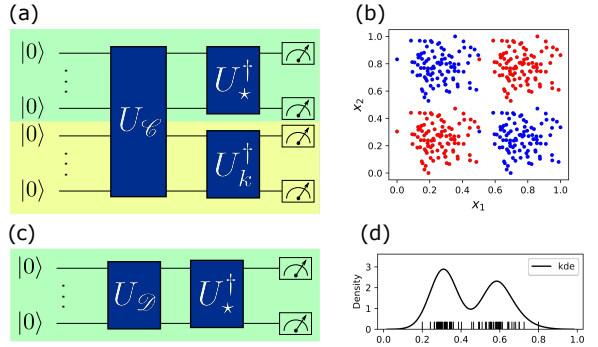 (a)
|0⟩
|0⟩
|0⟩
|0⟩
U_𝒞
U_⋆^†
U_k^†
(b)
1.0
0.8
0.6
0.4
0.2
0.0
x_2
0.0 0.2 0.4 0.6 0.8 1.0
x_1
(c)
|0⟩
|0⟩
U_𝒟
U_⋆^†
(d)
kde
3
2
1
0
Density
0.0 0.2 0.4 0.6 0.8 1.0